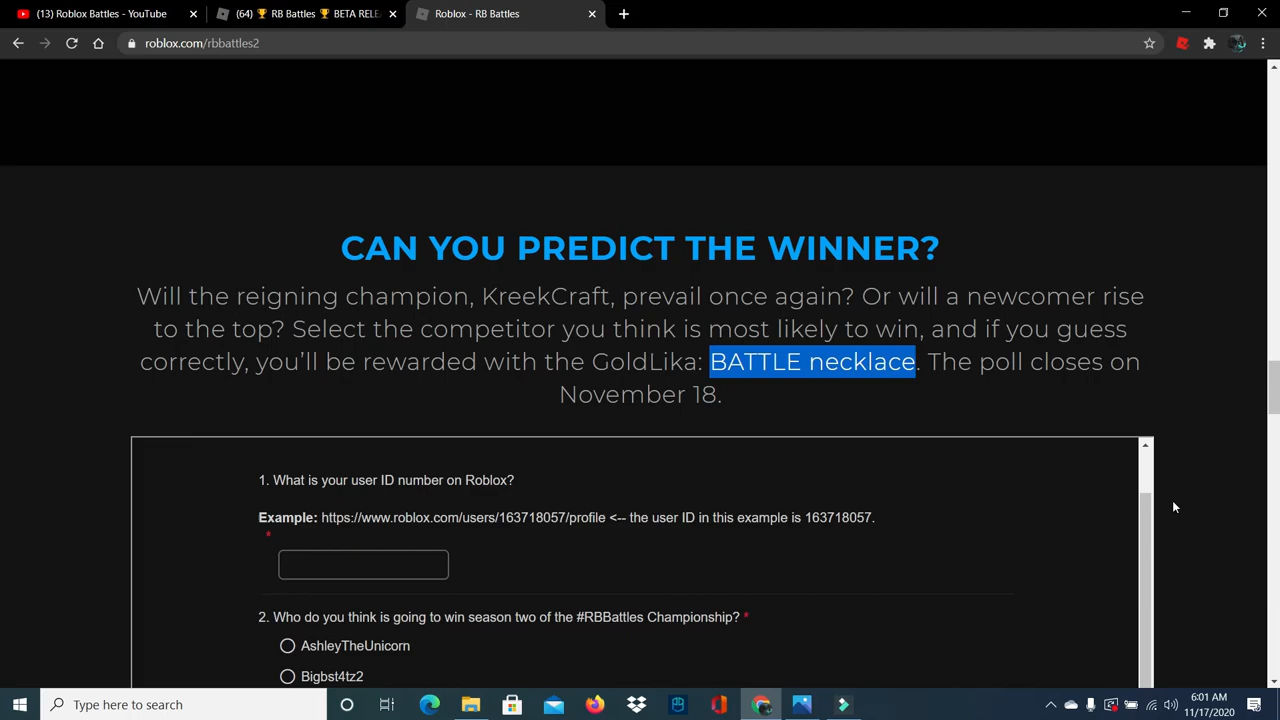 (13) Roblox Battles - YouTube
(64) 🏆 RB Battles 🏆 BETA RELE
Roblox - RB Battles
roblox.com/rbbattles2
CAN YOU PREDICT THE WINNER?
Will the reigning champion, KreekCraft, prevail once again? Or will a newcomer rise
to the top? Select the competitor you think is most likely to win, and if you guess
correctly, you'll be rewarded with the GoldLika: BATTLE necklace. The poll closes on
November 18.
1. What is your user ID number on Roblox?
Example: https://www.roblox.com/users/163718057/profile <-- the user ID in this example is 163718057.
*
2. Who do you think is going to win season two of the #RBBattles Championship? *
AshleyTheUnicorn
Bigbst4tz2
Type here to search
6:01 AM
11/17/2020